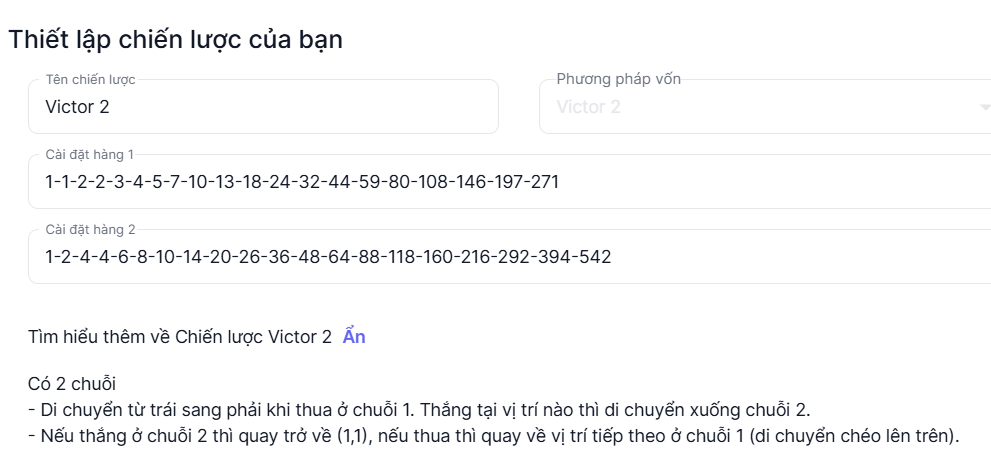 Thiết lập chiến lược của bạn
Tên chiến lược
Phương pháp vốn
Victor 2
Victor 2
Cài đặt hàng 1
1-1-2-2-3-4-5-7-10-13-18-24-32-44-59-80-108-146-197-271
Cài đặt hàng 2
1-2-4-4-6-8-10-14-20-26-36-48-64-88-118-160-216-292-394-542
Tìm hiểu thêm về Chiến lược Victor 2 Ẩn
Có 2 chuỗi
- Di chuyển từ trái sang phải khi thua ở chuỗi 1. Thắng tại vị trí nào thì di chuyển xuống chuỗi 2.
- Nếu thắng ở chuỗi 2 thì quay trở về (1,1), nếu thua thì quay về vị trí tiếp theo ở chuỗi 1 (di chuyển chéo lên trên).